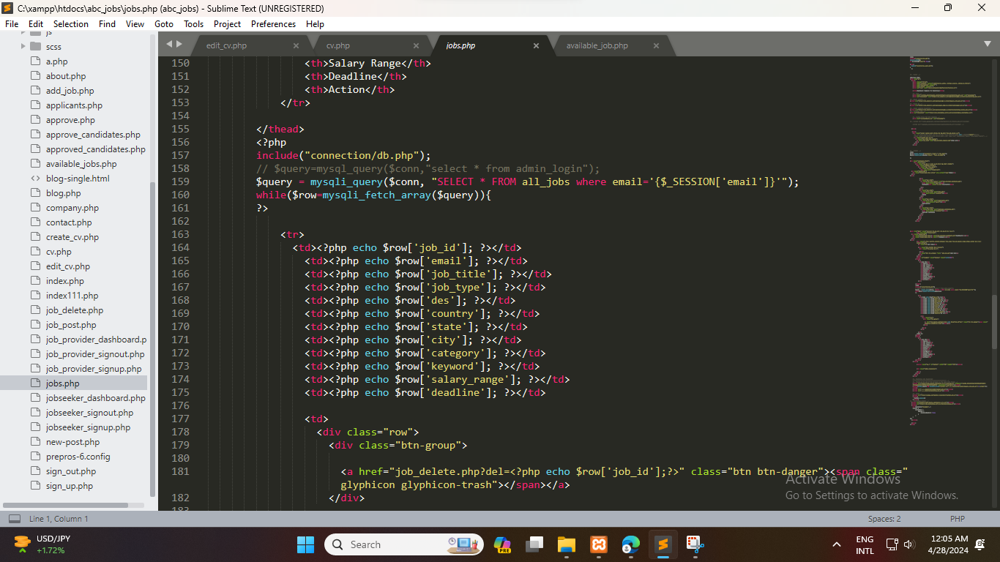 C:\xampp\htdocs\abc_jobs\jobs.php (abc_jobs) - Sublime Text (UNREGISTERED)
File Edit Selection Find View Goto Tools Project Preferences Help
js
scss
a.php
about.php
add_job.php
applicants.php
approve.php
approve_candidates.php
approved_candidates.php
available_jobs.php
<> blog-single.html
blog.php
company.php
contact.php
create_cv.php
cv.php
edit_cv.php
index.php
index111.php
job_delete.php
job_post.php
job_provider_dashboard.p
job_provider_signout.php
job_provider_signup.php
jobs.php
jobseeker_dashboard.php
jobseeker_signout.php
jobseeker_signup.php
new-post.php
prepros-6.config
sign_out.php
sign_up.php
edit_cv.php × cv.php × jobs.php × available_job.php ×
150 <th>Salary Range</th>
151 <th>Deadline</th>
152 <th>Action</th>
153 </tr>
154
155 </thead>
156 <?php
157 include("connection/db.php");
158 // $query=mysql_query($conn,"select * from admin_login");
159 $query = mysqli_query($conn, "SELECT * FROM all_jobs where email='{$_SESSION['email']}'");
160 while($row=mysqli_fetch_array($query)){
161 ?>
162
163 <tr>
164 <td><?php echo $row['job_id']; ?></td>
165 <td><?php echo $row['email']; ?></td>
166 <td><?php echo $row['job_title']; ?></td>
167 <td><?php echo $row['job_type']; ?></td>
168 <td><?php echo $row['des']; ?></td>
169 <td><?php echo $row['country']; ?></td>
170 <td><?php echo $row['state']; ?></td>
171 <td><?php echo $row['city']; ?></td>
172 <td><?php echo $row['category']; ?></td>
173 <td><?php echo $row['keyword']; ?></td>
174 <td><?php echo $row['salary_range']; ?></td>
175 <td><?php echo $row['deadline']; ?></td>
176
177 <td>
178 <div class="row">
179 <div class="btn-group">
180
181 <a href="job_delete.php?del=<?php echo $row['job_id'];?>" class="btn btn-danger"><span class="
glyphicon glyphicon-trash"></span></a>
182 </div>
183
Activate Windows
Go to Settings to activate Windows.
Line 1, Column 1 Spaces: 2 PHP
USD/JPY
+1.72%
Search
PRE
ENG
INTL
12:05 AM
4/28/2024